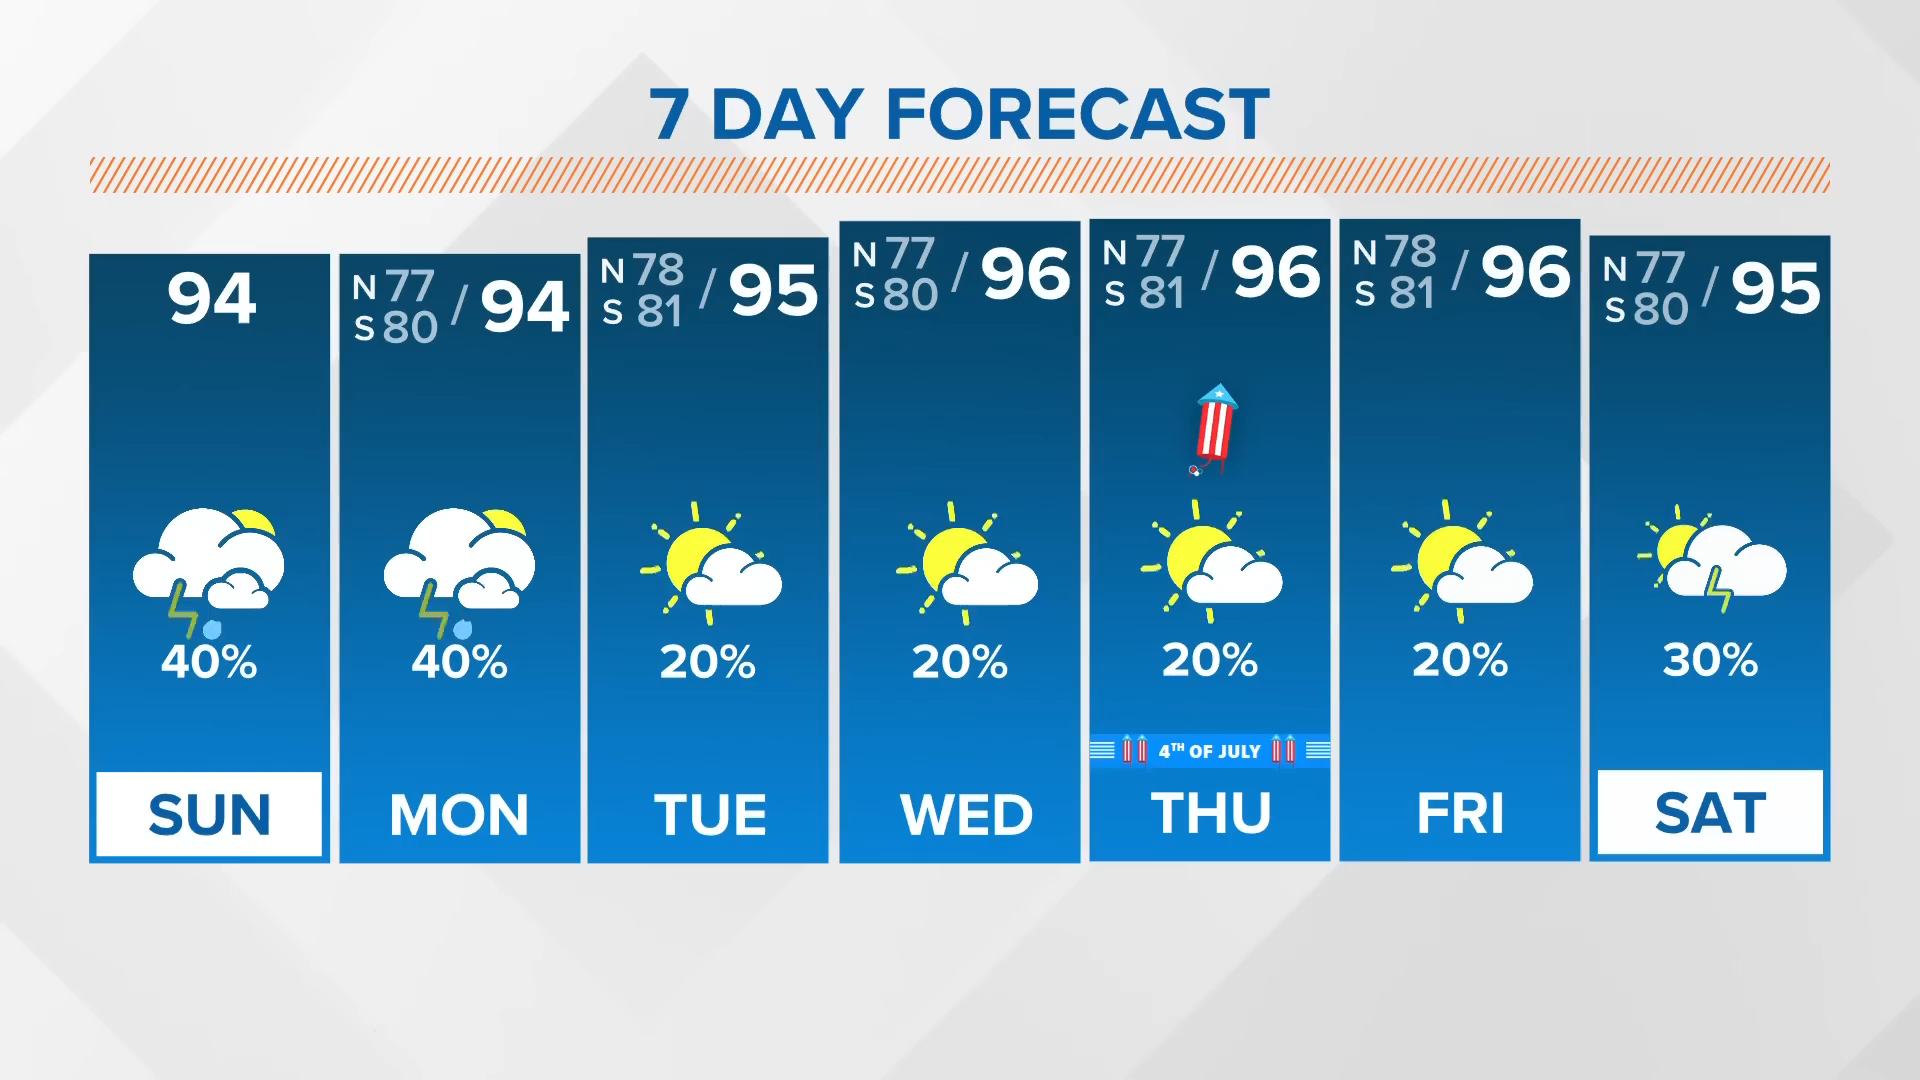 7 DAY FORECAST
94
40%
SUN
N 77
S 80
/ 94
40%
MON
N 78
S 81
/ 95
20%
TUE
N 77
S 80
/ 96
20%
WED
N 77
S 81
/ 96
20%
4TH OF JULY
THU
N 78
S 81
/ 96
20%
FRI
N 77
S 80
/ 95
30%
SAT